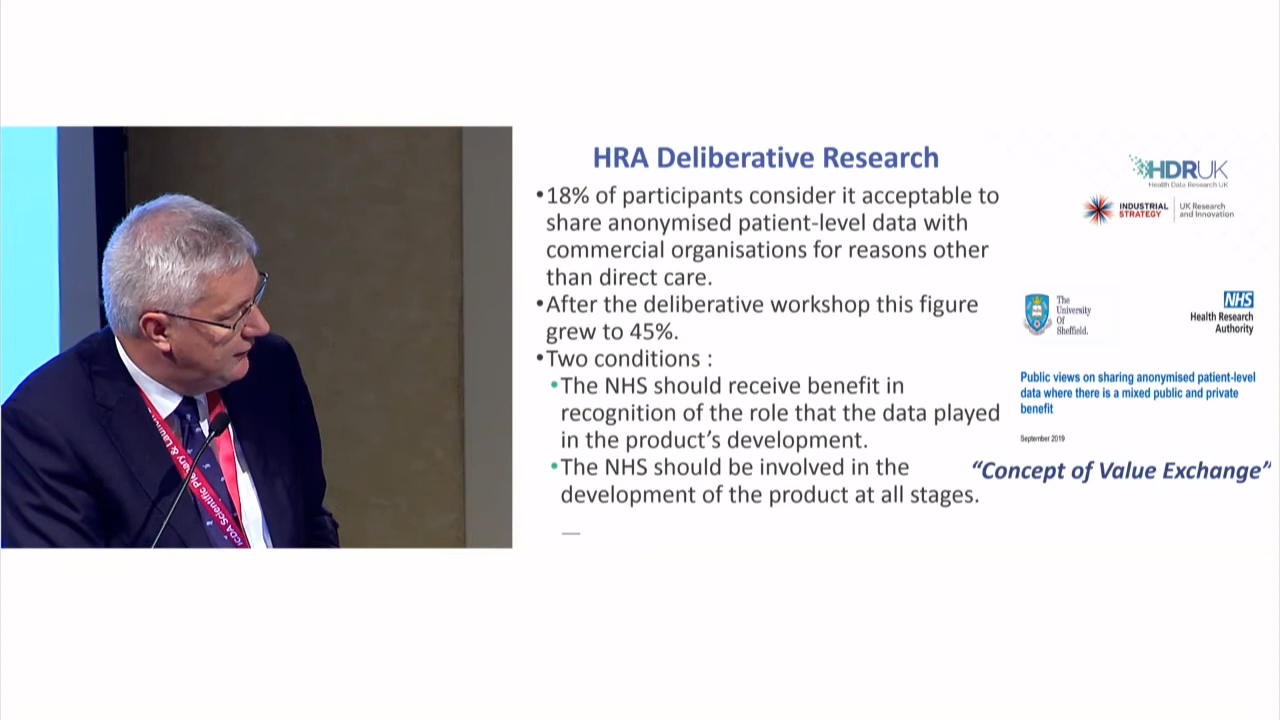 HRA Deliberative Research
•18% of participants consider it acceptable to
share anonymised patient-level data with
commercial organisations for reasons other
than direct care.
•After the deliberative workshop this figure
grew to 45%.
•Two conditions :
•The NHS should receive benefit in
recognition of the role that the data played
in the product's development.
•The NHS should be involved in the
development of the product at all stages.
HDRUK
Health Data Research UK
INDUSTRIAL
STRATEGY
UK Research
and Innovation
The
University
Of
Sheffield.
NHS
Health Research
Authority
Public views on sharing anonymised patient-level
data where there is a mixed public and private
benefit
September 2019
"Concept of Value Exchange"
ICDA Scientific Plenary & Launch